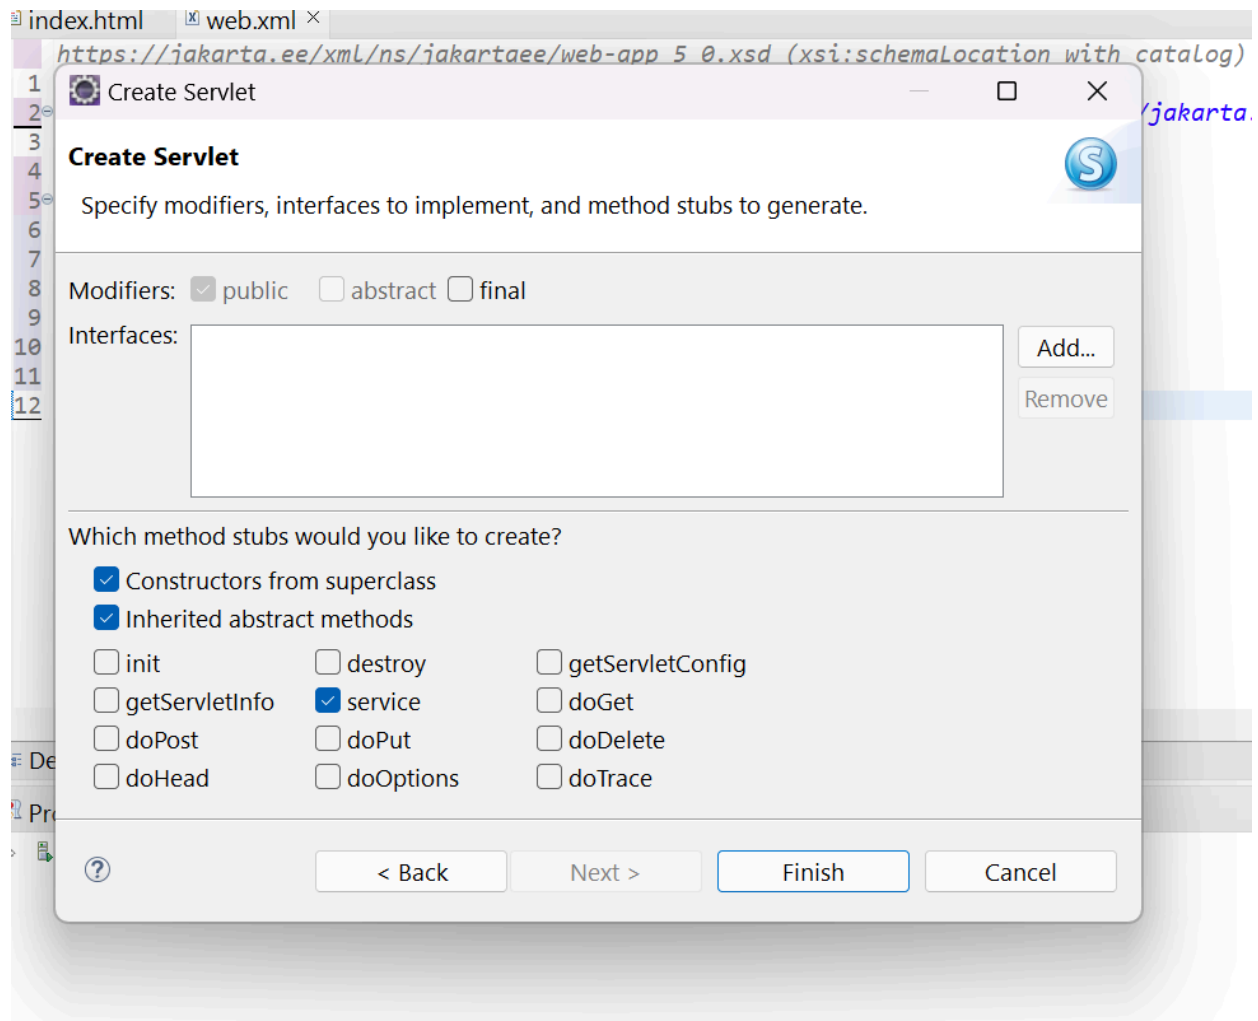 index.html web.xml
https://jakarta.ee/xml/ns/jakartaee/web-app_5_0.xsd (xsi:schemaLocation with catalog)
1
Create Servlet
2 /jakarta.
3
Create Servlet
4
5
Specify modifiers, interfaces to implement, and method stubs to generate.
6
7
8
Modifiers: public abstract final
9
Interfaces:
10
Add...
11
12
Remove
Which method stubs would you like to create?
Constructors from superclass
Inherited abstract methods
init destroy getServletConfig
getServletInfo service doGet
doPost doPut doDelete
De
doHead doOptions doTrace
Pr
< Back Next > Finish Cancel